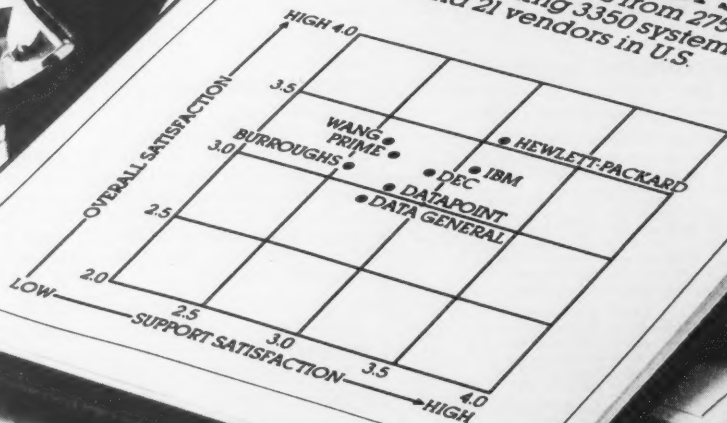 from 275
ing 3350 system
21 vendors in U.S.
HIGH 4.0
3.5
3.0
2.5
2.0
OVERALL SATISFACTION
LOW
WANG
PRIME
BURROUGHS
HEWLETT-PACKARD
IBM
DEC
DATAPOINT
DATA GENERAL
2.5
3.0
3.5
4.0
SUPPORT SATISFACTION
HIGH